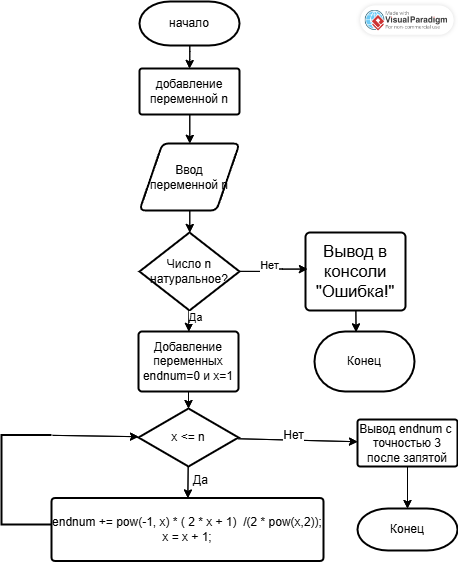 начало
Made with
Visual Paradigm
For non-commercial use
добавление
переменной n
Ввод
переменной n
Число n
натуральное?
Нет
Вывод в
консоли
"Ошибка!"
Да
Конец
Добавление
переменных
endnum=0 и x=1
x <= n
Нет
Вывод endnum с
точностью 3
после запятой
Да
endnum += pow(-1, x) * ( 2 * x + 1) /(2 * pow(x,2));
x = x + 1;
Конец